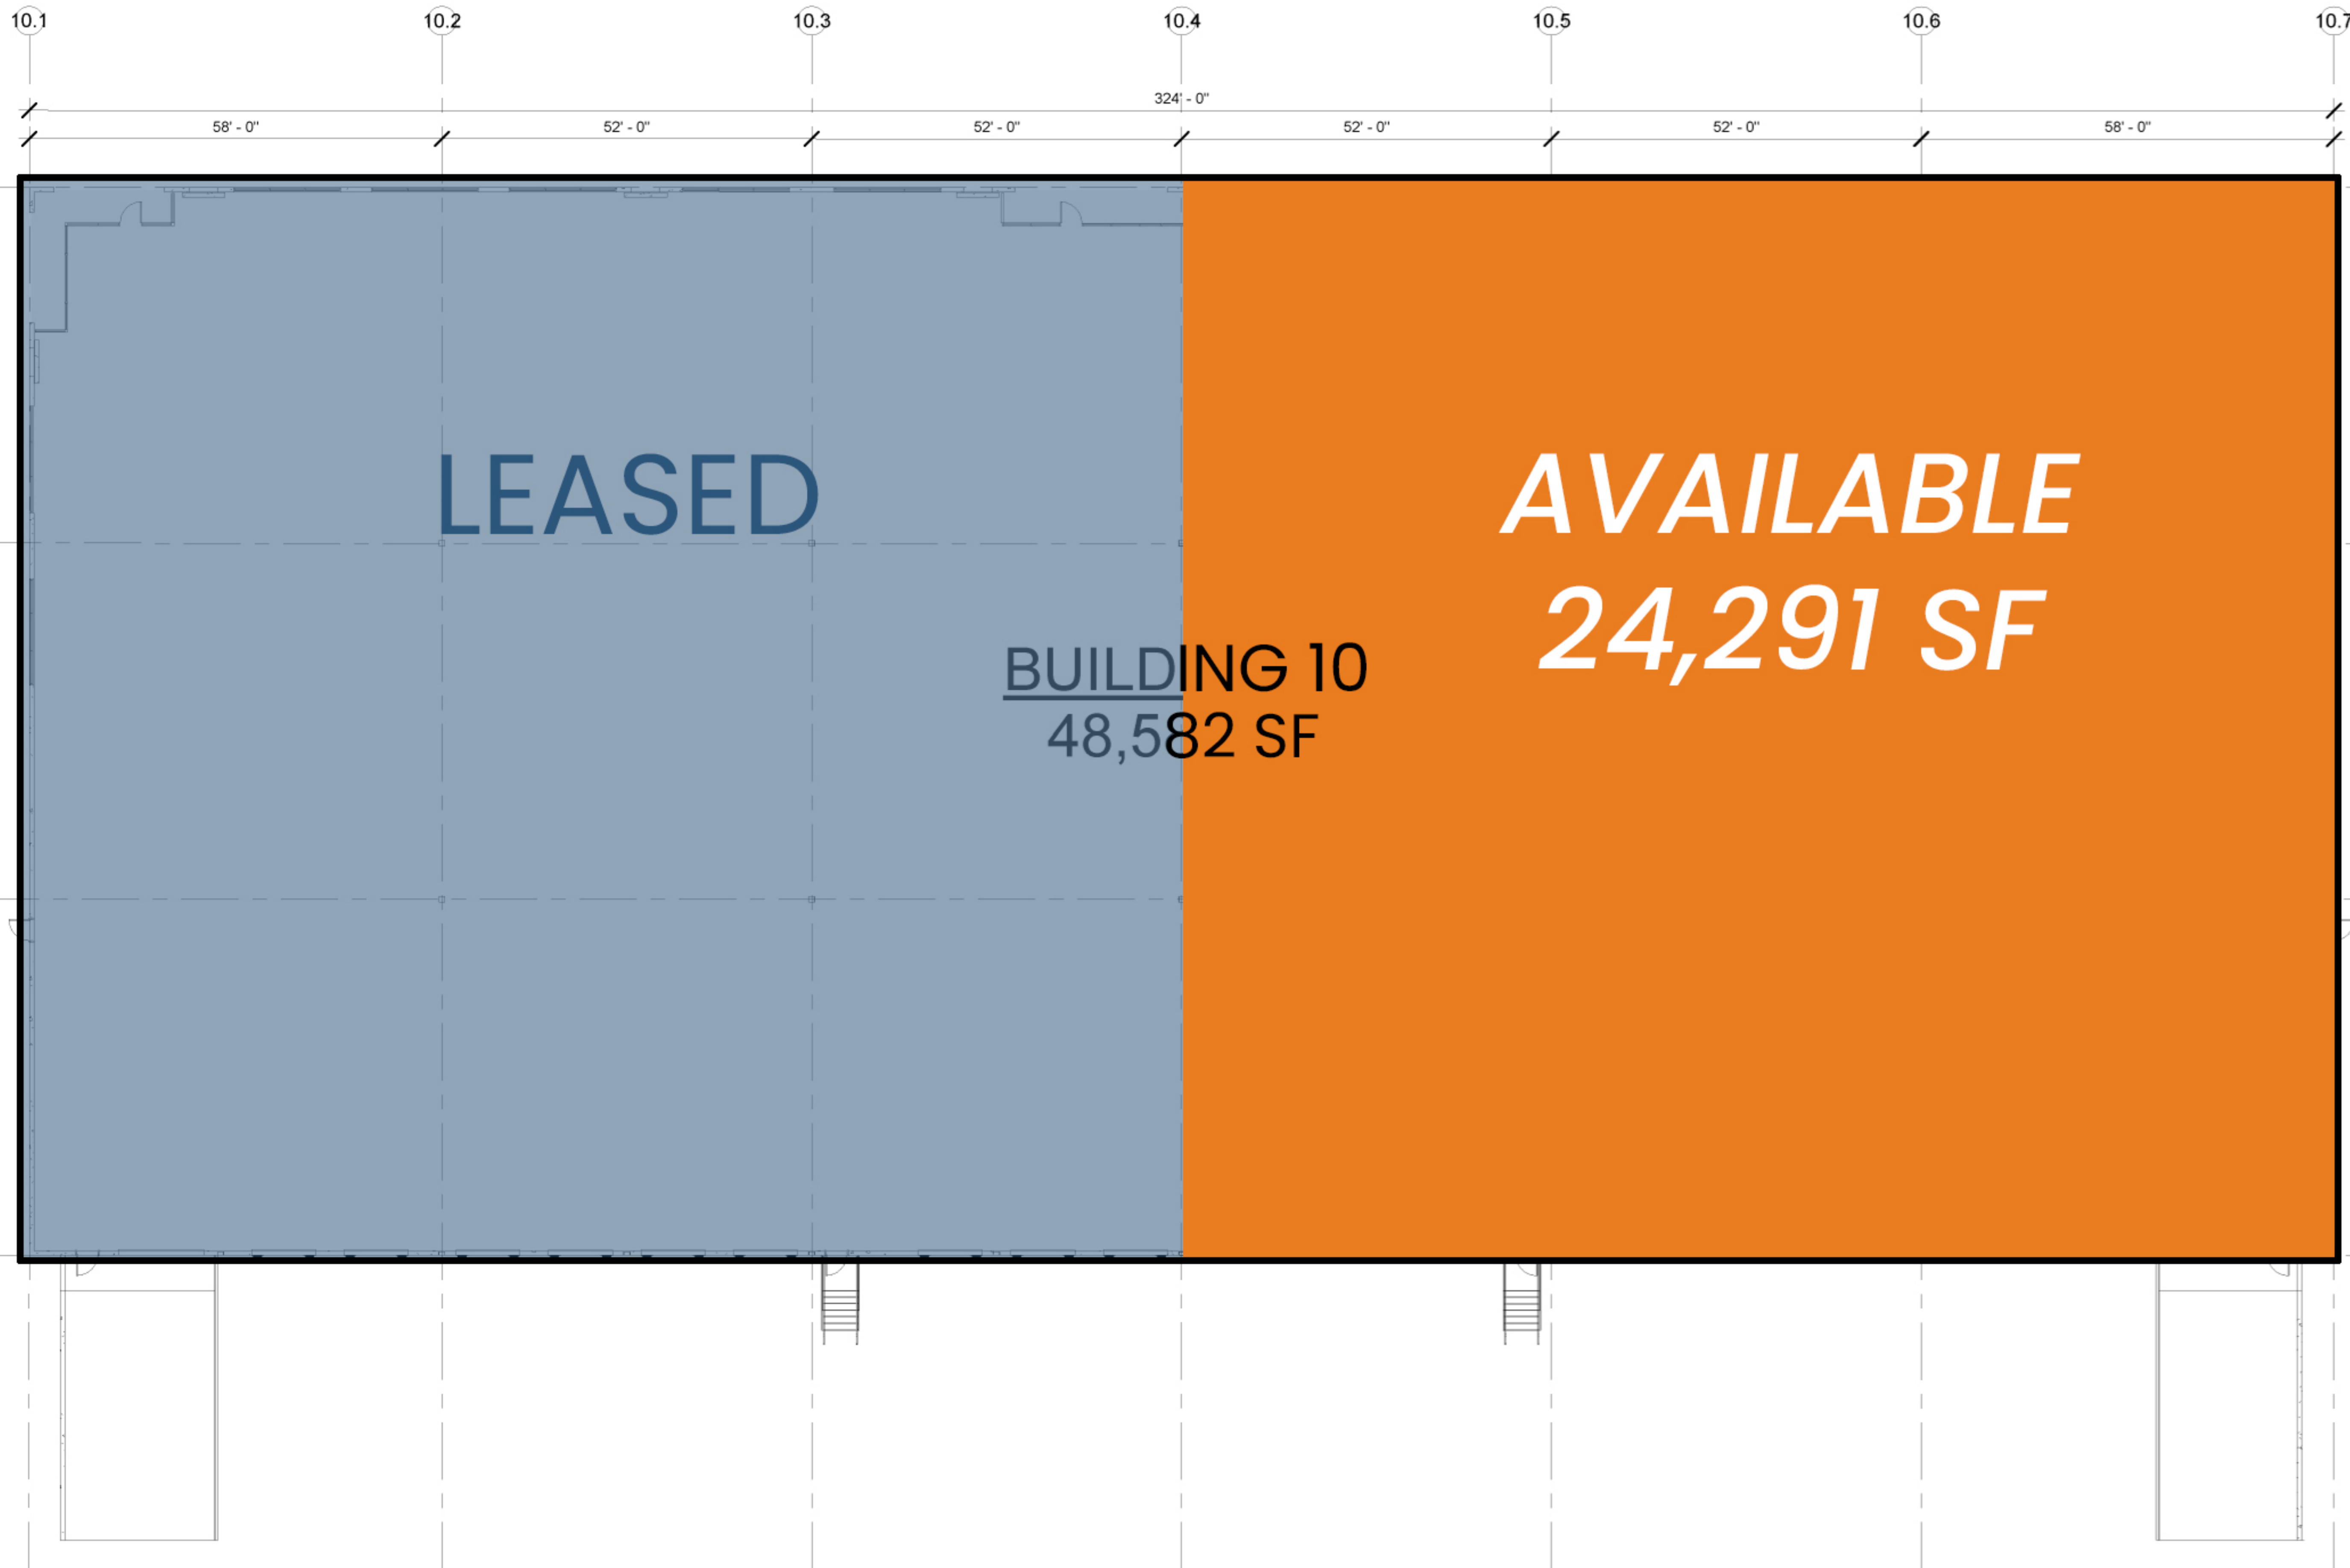 10.1 10.2 10.3 10.4 10.5 10.6 10.7
324' - 0"
58' - 0" 52' - 0" 52' - 0" 52' - 0" 52' - 0" 58' - 0"
LEASED
AVAILABLE
24,291 SF
BUILDING 10
48,582 SF